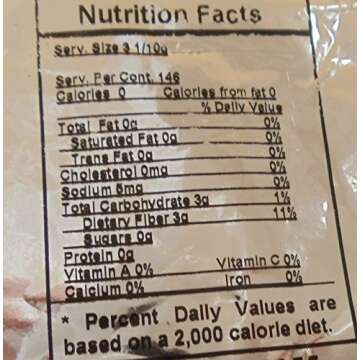 Nutrition Facts
Serv. Size 3 1/10g
Serv. Per Cont. 146
Calories 0 Calories from fat 0
% Daily Value
Total Fat 0g 0%
Saturated Fat 0g 0%
Trans Fat 0g 0%
Cholesterol 0mg 0%
Sodium 5mg 0%
Total Carbohydrate 3g 1%
Dietary Fiber 3g 11%
Sugars 0g
Protein 0g
Vitamin A 0% Vitamin C 0%
Calcium 0% Iron 0%
* Percent Daily Values are
based on a 2,000 calorie diet.